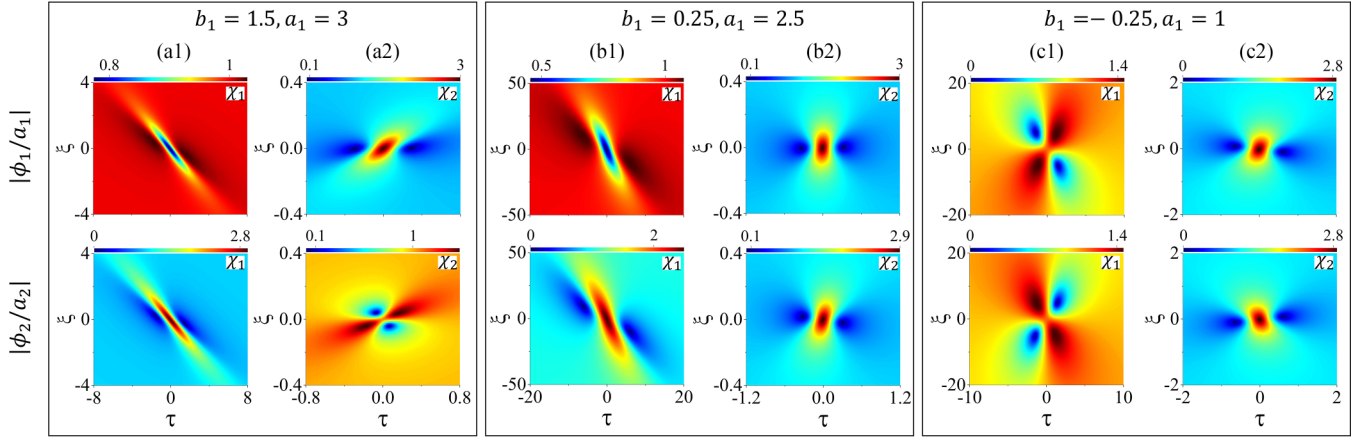 b₁ = 1.5, a₁ = 3
b₁ = 0.25, a₁ = 2.5
b₁ =− 0.25, a₁ = 1
(a1) (a2) (b1) (b2) (c1) (c2)
0.8 1 0.1 3 0.5 1 0.1 3 0 1.4 0 2.8
|ϕ₁/a₁|
ξ 4 0 -4 χ₁
ξ 0.4 0.0 -0.4 χ₂
ξ 50 0 -50 χ₁
ξ 0.4 0.0 -0.4 χ₂
ξ 20 0 -20 χ₁
ξ 2 0 -2 χ₂
0 2.8 0.1 1 1 2 0.1 2.9 0 1.4 0 2.8
|ϕ₂/a₂|
ξ 4 0 -4 χ₁
ξ 0.4 0.0 -0.4 χ₂
ξ 50 0 -50 χ₁
ξ 0.4 0.0 -0.4 χ₂
ξ 20 0 -20 χ₁
ξ 2 0 -2 χ₂
-8 0 8 -0.8 0.0 0.8 -20 0 20 -1.2 0.0 1.2 -10 0 10 -2 0 2
τ τ τ τ τ τ